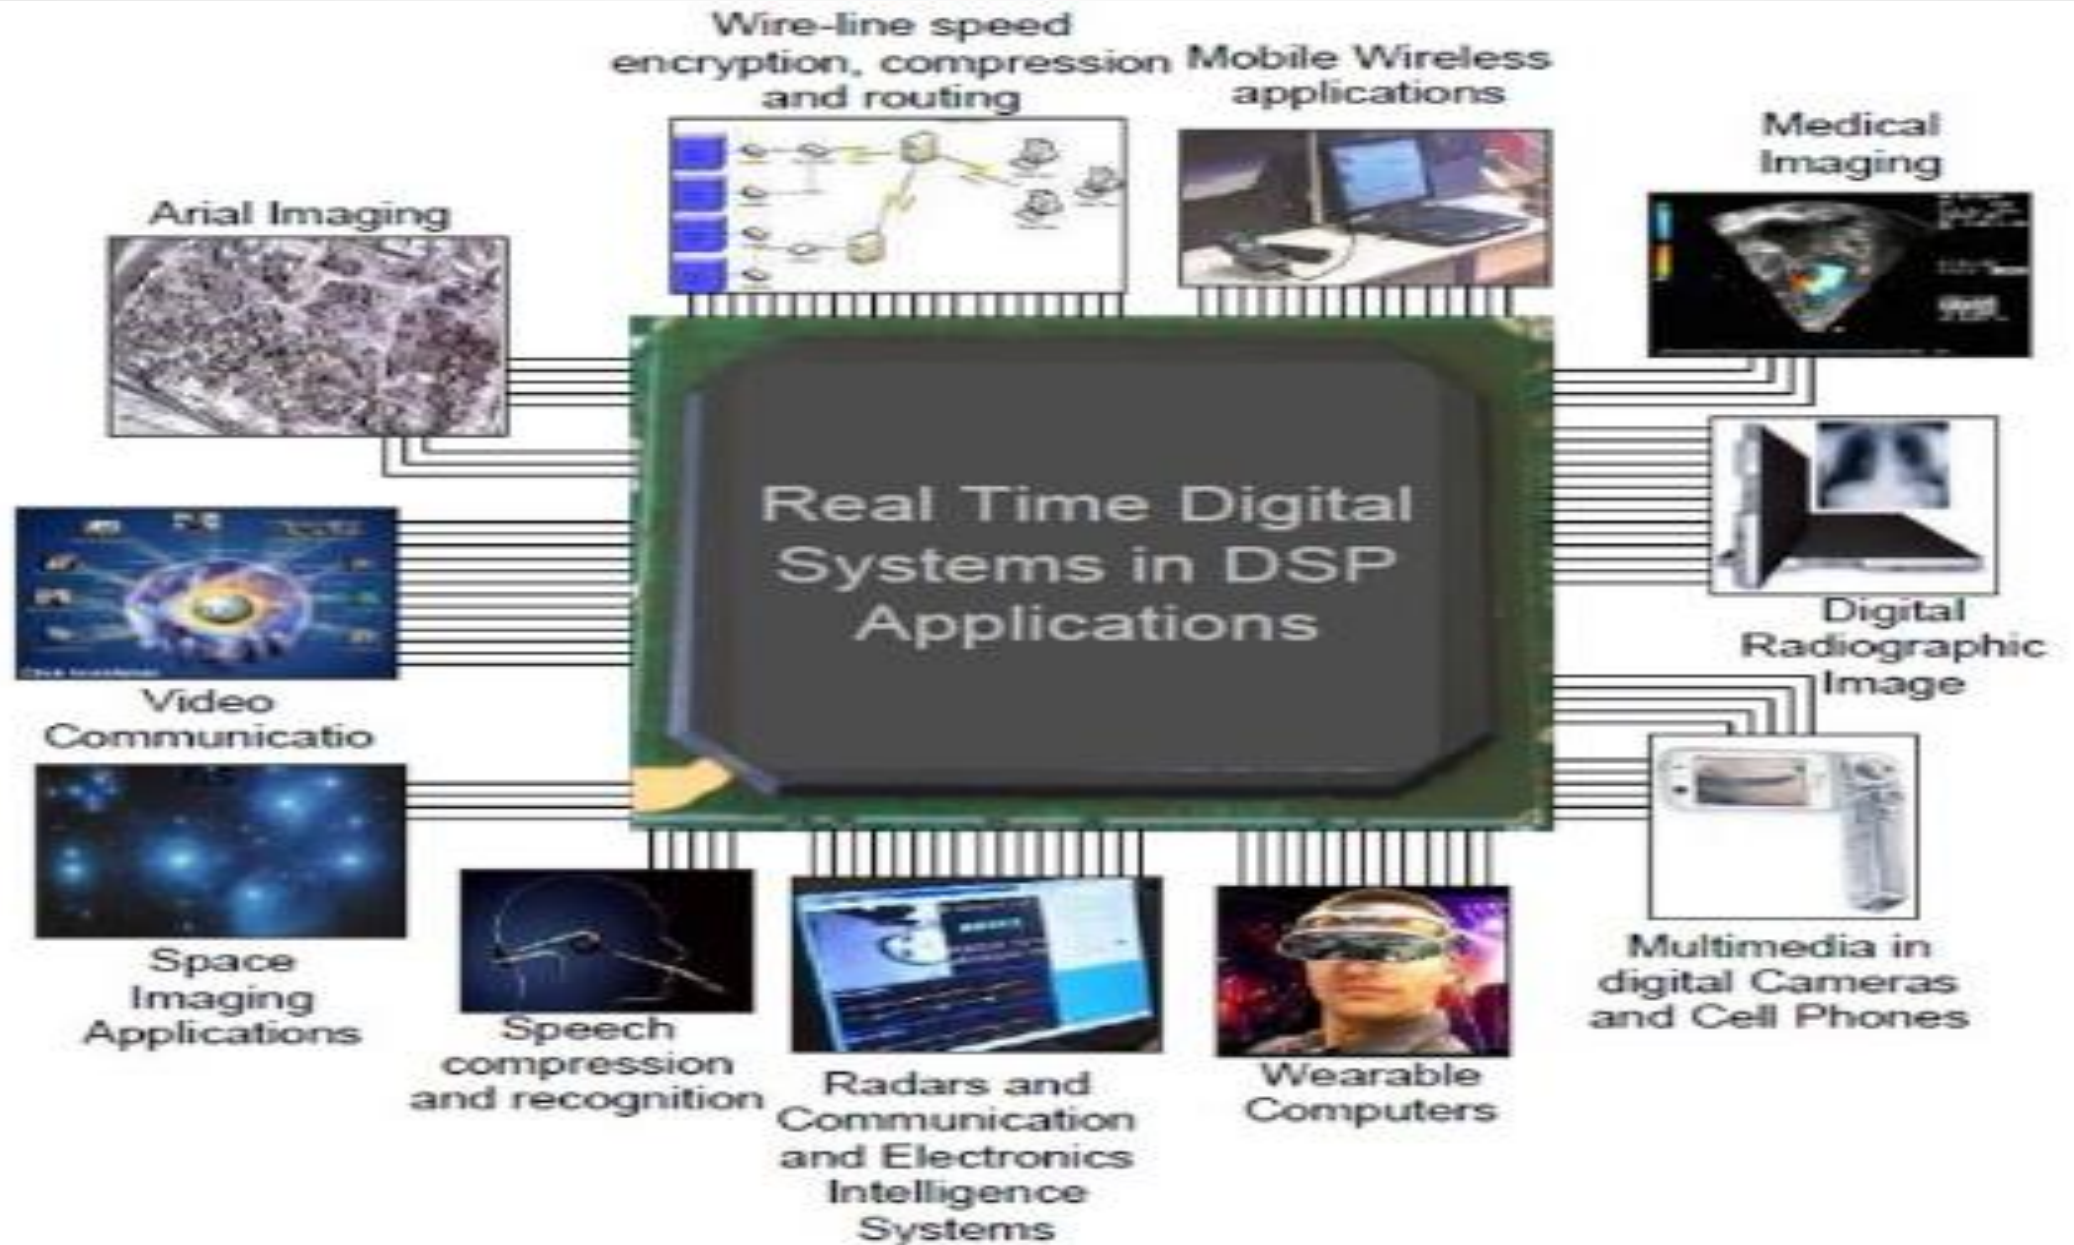 Wire-line speed
encryption, compression
and routing
Mobile Wireless
applications
Medical
Imaging
Arial Imaging
Real Time Digital
Systems in DSP
Applications
Digital
Radiographic
Image
Video
Communicatio
Space
Imaging
Applications
Speech
compression
and recognition
Radars and
Communication
and Electronics
Intelligence
Systems
Wearable
Computers
Multimedia in
digital Cameras
and Cell Phones